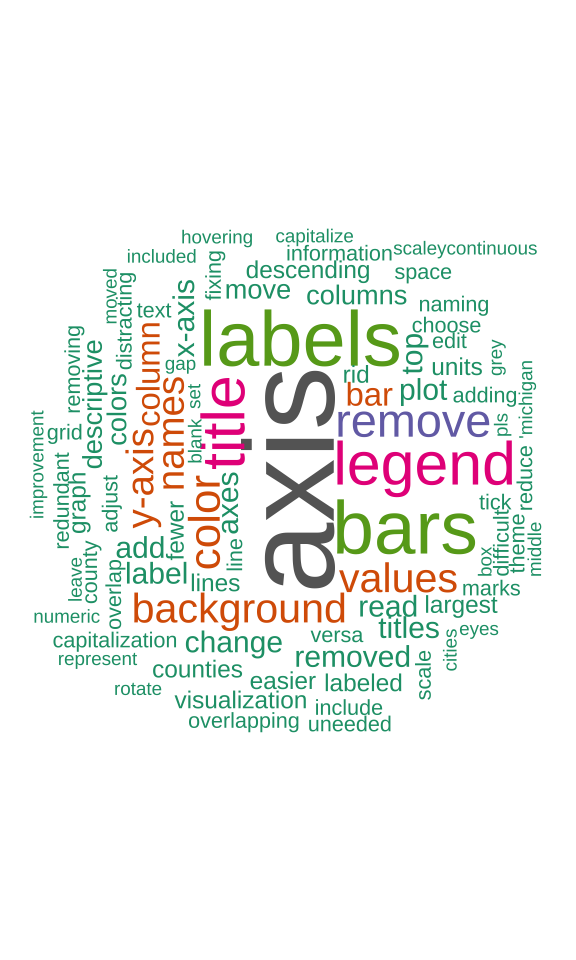 hovering
capitalize
included
information
scaleycontinuous
descending
space
moved
distracting
text
x-axis
fixing
move
columns
naming
labels
choose
top
edit
grey
removing
descriptive
colors
column
gap
set
names
title
axis
rid
bar
plot
units
adding
'michigan
improvement
grid
y-axis
blank
remove
pls
legend
redundant
graph
adjust
color
axes
reduce
tick
bars
difficult
theme
middle
box
fewer
line
add
leave
county
overlap
label
lines
values
marks
numeric
background
read
largest
capitalization
change
versa
titles
eyes
represent
counties
removed
scale
cities
rotate
easier
labeled
visualization
include
overlapping
uneeded